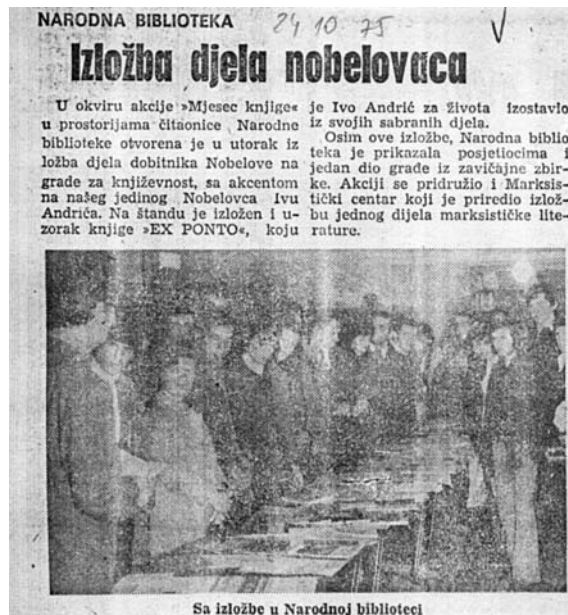 NARODNA BIBLIOTEKA
24 10. 75
Izložba djela nobelovaca
U okviru akcije »Mjesec knjige«
u prostorijama čitaonice Narodne
biblioteke otvorena je u utorak iz
ložba djela dobitnika Nobelove na
grade za književnost, sa akcentom
na našeg jedinog Nobelovca Ivu
Andrića. Na štandu je izložen i u-
zorak knjige »EX PONTO«, koju
je Ivo Andrić za života izostavio
iz svojih sabranih djela.
Osim ove izložbe, Narodna biblio
teka je prikazala posjetiocima i
jedan dio građe iz zavičajne zbir-
ke. Akciji se pridružio i Marksis-
tički centar koji je priredio izlož-
bu jednog dijela marksističke lite-
rature.
Sa izložbe u Narodnoj biblioteci